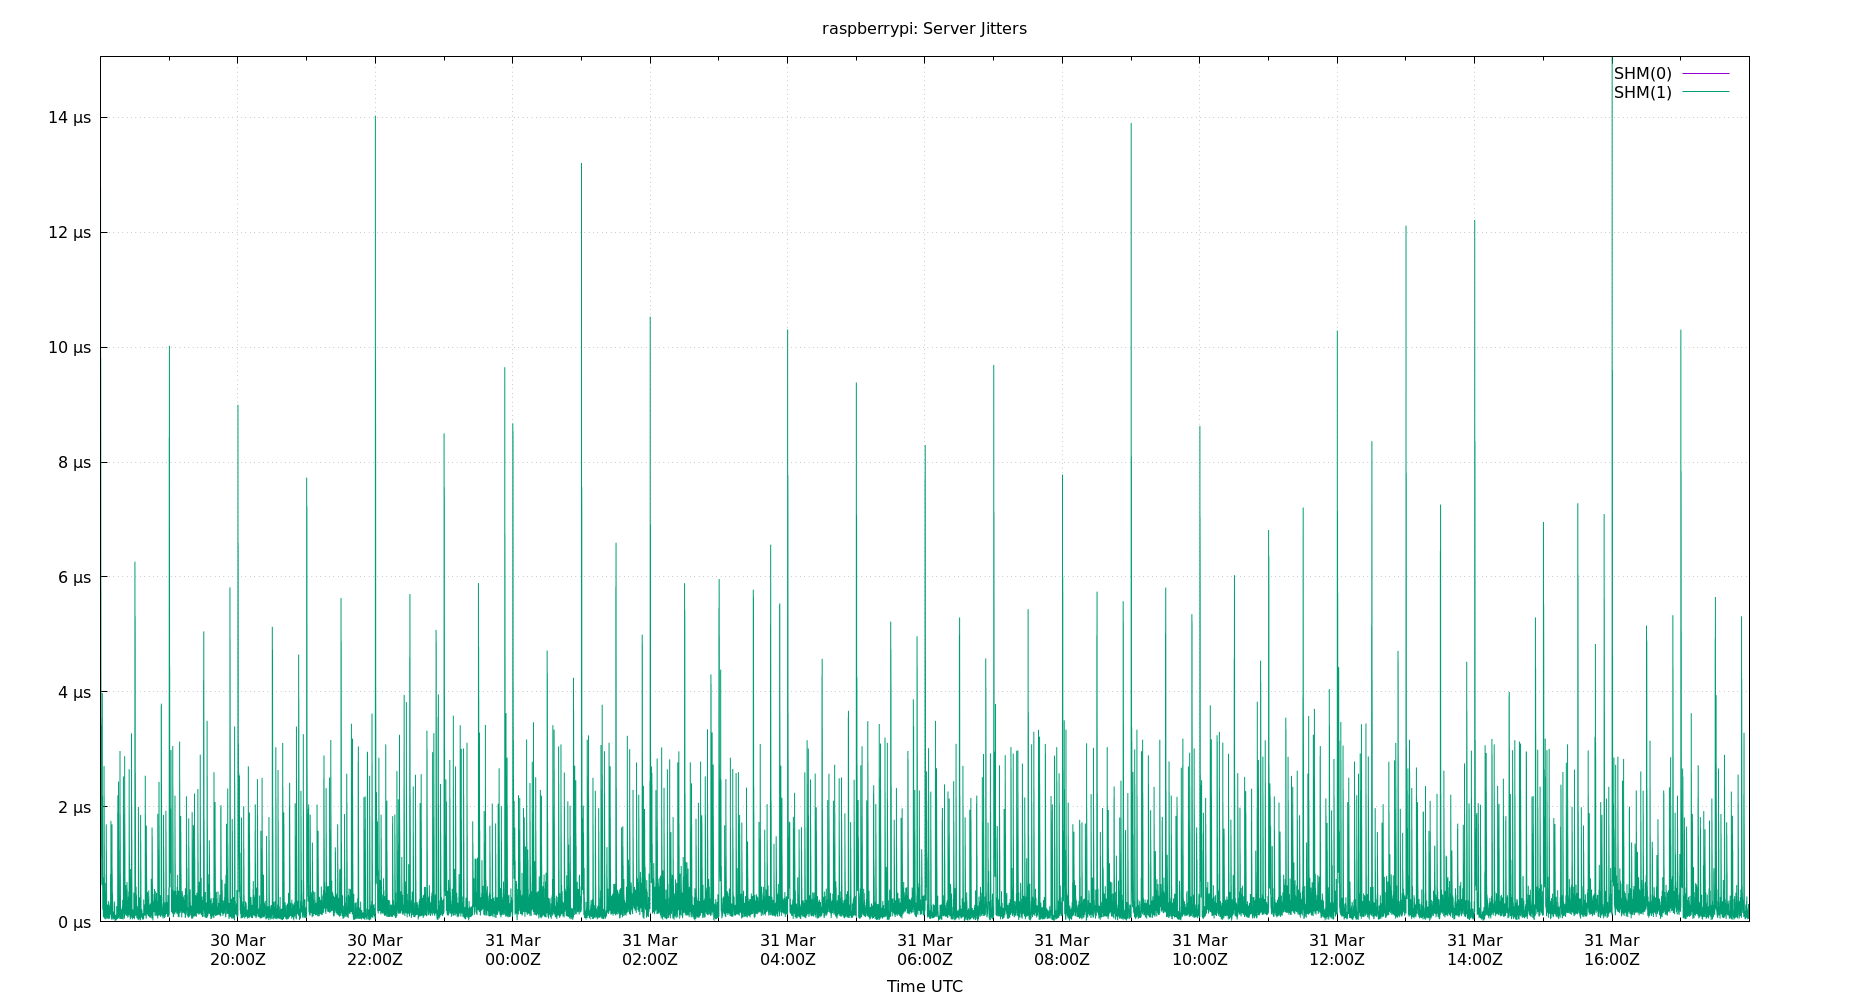 raspberrypi: Server Jitters
SHM(0)
SHM(1)
14 µs
12 µs
10 µs
8 µs
6 µs
4 µs
2 µs
0 µs
30 Mar 30 Mar 31 Mar 31 Mar 31 Mar 31 Mar 31 Mar 31 Mar 31 Mar 31 Mar 31 Mar
20:00Z 22:00Z 00:00Z 02:00Z 04:00Z 06:00Z 08:00Z 10:00Z 12:00Z 14:00Z 16:00Z
Time UTC